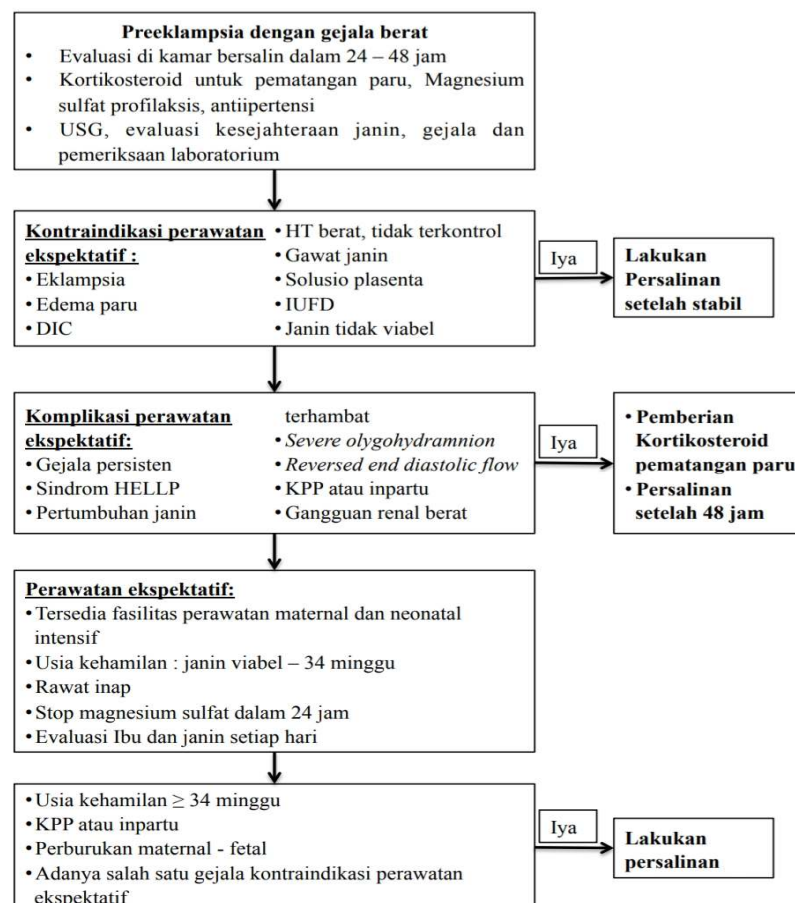 Preeklampsia dengan gejala berat
• Evaluasi di kamar bersalin dalam 24 – 48 jam
• Kortikosteroid untuk pematangan paru, Magnesium
sulfat profilaksis, antiipertensi
• USG, evaluasi kesejahteraan janin, gejala dan
pemeriksaan laboratorium
Kontraindikasi perawatan
ekspektatif :
• Eklampsia
• Edema paru
• DIC
• HT berat, tidak terkontrol
• Gawat janin
• Solusio plasenta
• IUFD
• Janin tidak viabel
Iya
Lakukan
Persalinan
setelah stabil
Komplikasi perawatan
ekspektatif:
• Gejala persisten
• Sindrom HELLP
• Pertumbuhan janin
terhambat
• Severe olygohydramnion
• Reversed end diastolic flow
• KPP atau inpartu
• Gangguan renal berat
Iya
• Pemberian
Kortikosteroid
pematangan paru
• Persalinan
setelah 48 jam
Perawatan ekspektatif:
• Tersedia fasilitas perawatan maternal dan neonatal
intensif
• Usia kehamilan : janin viabel – 34 minggu
• Rawat inap
• Stop magnesium sulfat dalam 24 jam
• Evaluasi Ibu dan janin setiap hari
• Usia kehamilan ≥ 34 minggu
• KPP atau inpartu
• Perburukan maternal - fetal
• Adanya salah satu gejala kontraindikasi perawatan
ekspektatif
Iya
Lakukan
persalinan